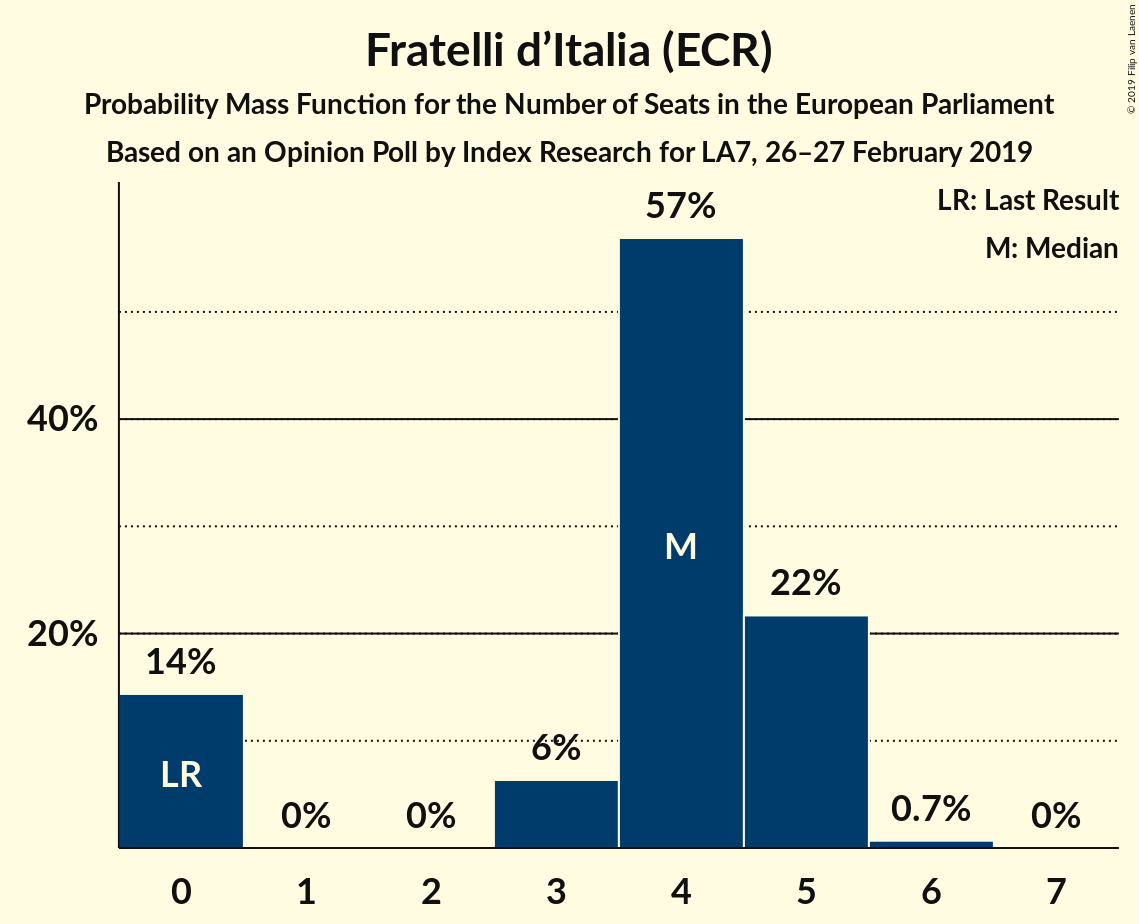 Fratelli d’Italia (ECR)
Probability Mass Function for the Number of Seats in the European Parliament
Based on an Opinion Poll by Index Research for LA7, 26–27 February 2019
© 2019 Filip van Laenen
LR: Last Result
M: Median
57%
40%
M
22%
20%
14%
6%
LR
0%
0%
0.7%
0%
0 1 2 3 4 5 6 7